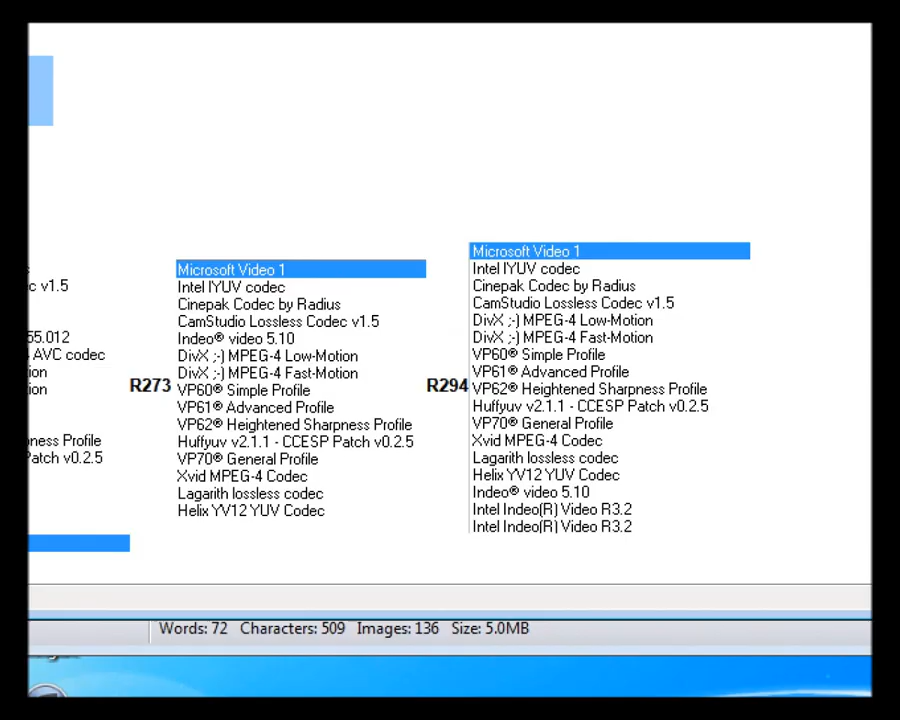 c v1.5
55.012
AVC codec
ion
ion
ness Profile
Patch v0.2.5
R273
Microsoft Video 1
Intel IYUV codec
Cinepak Codec by Radius
CamStudio Lossless Codec v1.5
Indeo® video 5.10
DivX ;-) MPEG-4 Low-Motion
DivX ;-) MPEG-4 Fast-Motion
VP60® Simple Profile
VP61® Advanced Profile
VP62® Heightened Sharpness Profile
Huffyuv v2.1.1 - CCESP Patch v0.2.5
VP70® General Profile
Xvid MPEG-4 Codec
Lagarith lossless codec
Helix YV12 YUV Codec
R294
Microsoft Video 1
Intel IYUV codec
Cinepak Codec by Radius
CamStudio Lossless Codec v1.5
DivX ;-) MPEG-4 Low-Motion
DivX ;-) MPEG-4 Fast-Motion
VP60® Simple Profile
VP61® Advanced Profile
VP62® Heightened Sharpness Profile
Huffyuv v2.1.1 - CCESP Patch v0.2.5
VP70® General Profile
Xvid MPEG-4 Codec
Lagarith lossless codec
Helix YV12 YUV Codec
Indeo® video 5.10
Intel Indeo(R) Video R3.2
Intel Indeo(R) Video R3.2
Words: 72 Characters: 509 Images: 136 Size: 5.0MB